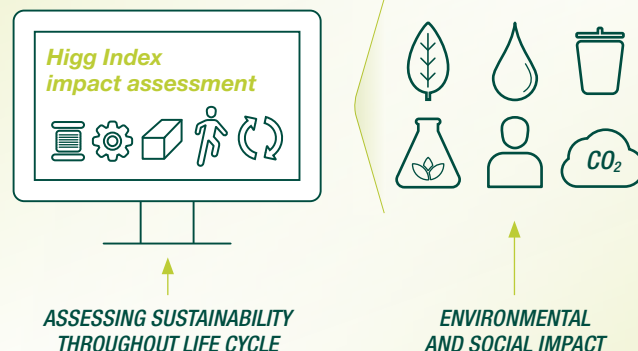 Higg Index
impact assessment
CO₂
ASSESSING SUSTAINABILITY
THROUGHOUT LIFE CYCLE
ENVIRONMENTAL
AND SOCIAL IMPACT